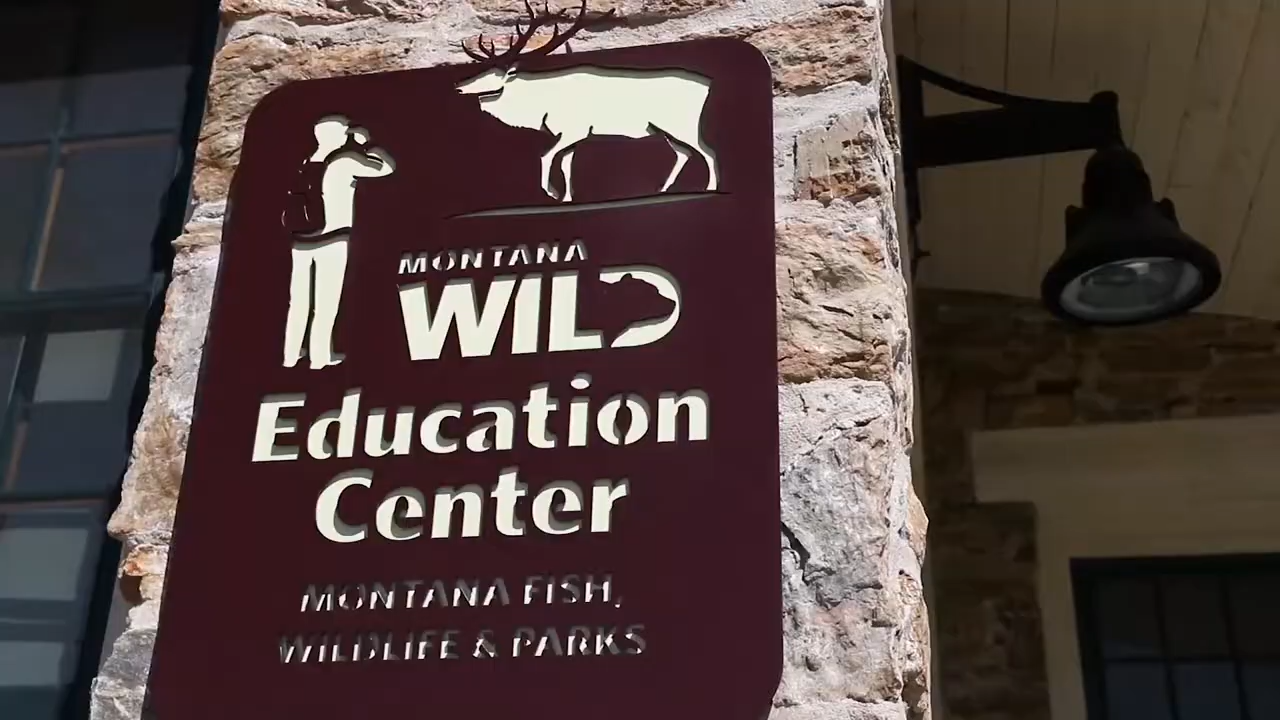 MONTANA
WILD
Education
Center
MONTANA FISH,
WILDLIFE & PARKS